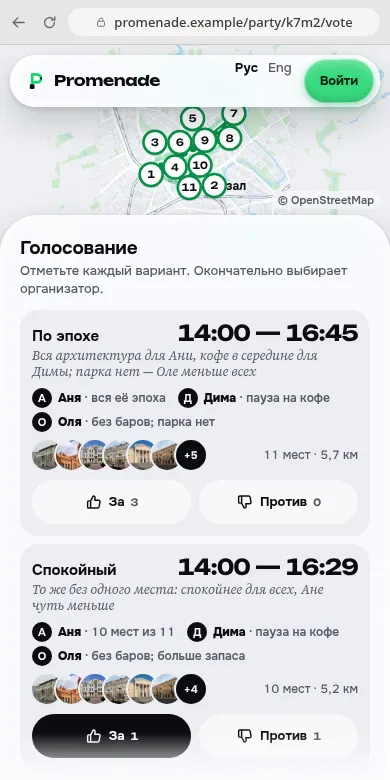 promenade.example/party/k7m2/vote
Promenade
Рус Eng
Войти
5
7
3
6
9
8
1
4
10
11
2
зал
© OpenStreetMap
Голосование
Отметьте каждый вариант. Окончательно выбирает
организатор.
По эпохе 14:00 — 16:45
Вся архитектура для Ани, кофе в середине для
Димы; парка нет — Оле меньше всех
А Аня · вся её эпоха Д Дима · пауза на кофе
О Оля · без баров; парка нет
+5 11 мест · 5,7 км
За 3 Против 0
Спокойный 14:00 — 16:29
То же без одного места: спокойнее для всех, Ане
чуть меньше
А Аня · 10 мест из 11 Д Дима · пауза на кофе
О Оля · без баров; больше запаса
+4 10 мест · 5,2 км
За 1 Против 1